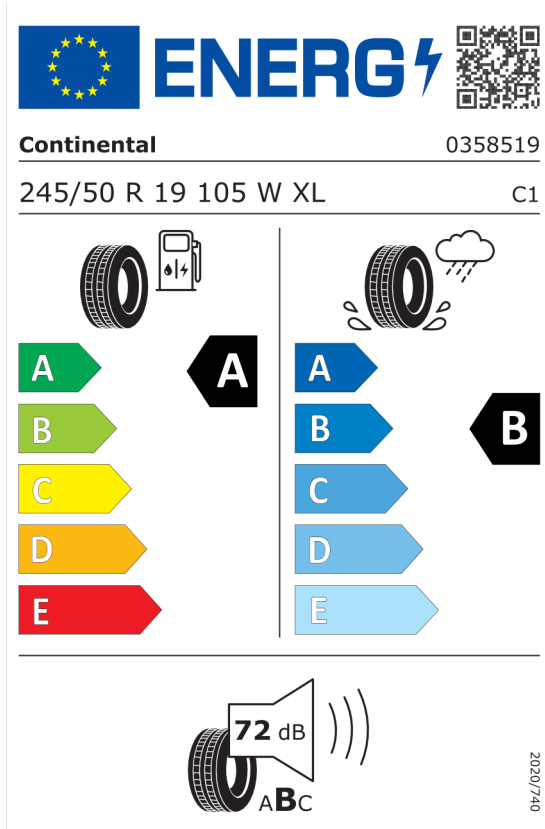 ENERG
Continental 0358519
245/50 R 19 105 W XL C1
A A A
B B B
C C
D D
E E
72 dB
ABC
2020/740